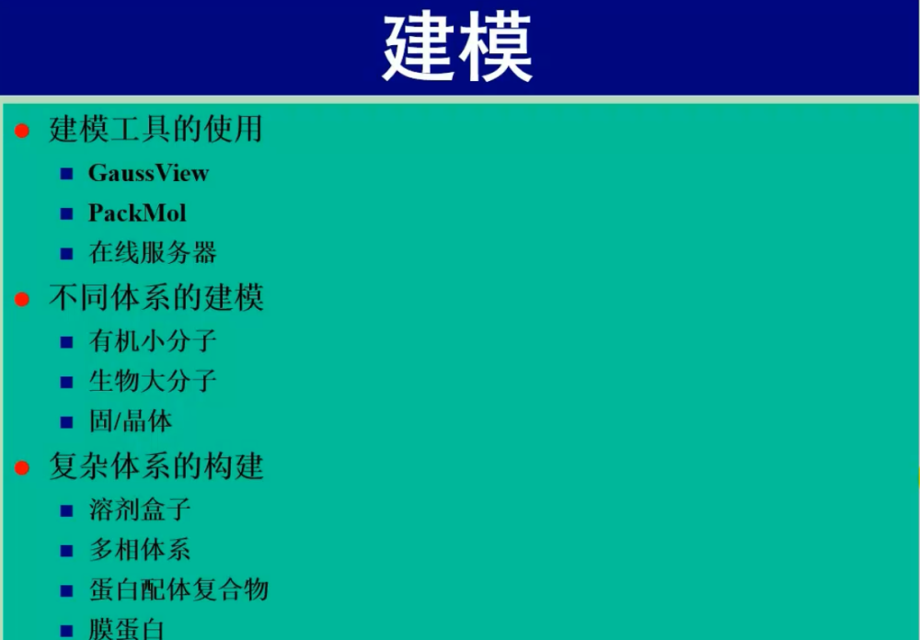 建模
建模工具的使用
GaussView
PackMol
在线服务器
不同体系的建模
有机小分子
生物大分子
固/晶体
复杂体系的构建
溶剂盒子
多相体系
蛋白配体复合物
膜蛋白